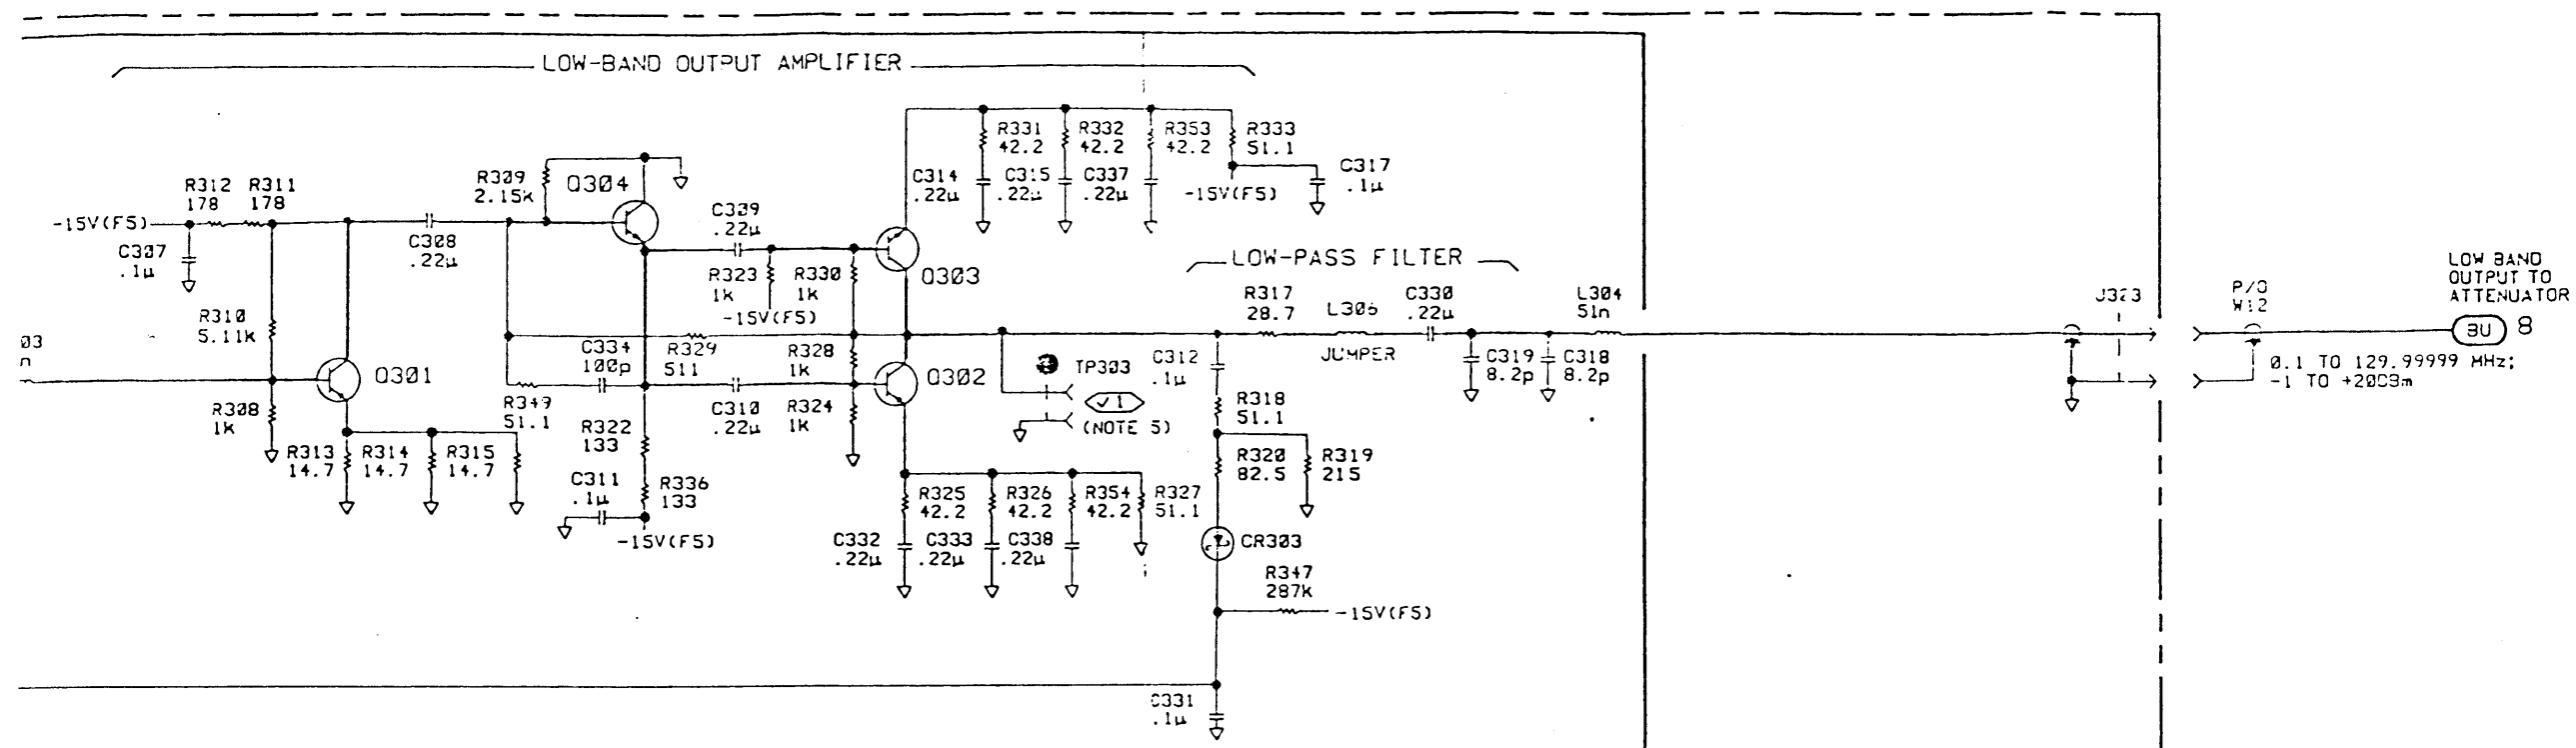 LOW-BAND OUTPUT AMPLIFIER
R331
42.2
R332
42.2
R353
42.2
R333
51.1
C314
.22μ
C315
.22μ
C337
.22μ
-15V(F5)
C317
.1μ
R312
178
R311
178
-15V(F5)
C307
.1μ
R309
2.15k
Q304
C308
.22μ
C309
.22μ
R323
1k
-15V(F5)
R330
1k
Q303
R310
5.11k
03
n
Q301
R308
1k
R313
14.7
R314
14.7
R315
14.7
C334
100p
R329
511
R349
51.1
R322
133
C310
.22μ
R328
1k
R324
1k
Q302
C311
.1μ
R336
133
-15V(F5)
TP303
√1
(NOTE 5)
R325
42.2
R326
42.2
R354
42.2
R327
51.1
C332
.22μ
C333
.22μ
C338
.22μ
LOW-PASS FILTER
R317
28.7
L306
JUMPER
C330
.22μ
L304
51n
C312
.1μ
C319
8.2p
C318
8.2p
R318
51.1
R320
82.5
R319
215
CR303
R347
287K
-15V(F5)
C331
.1μ
J323
P/O
W12
LOW BAND
OUTPUT TO
ATTENUATOR
BU 8
0.1 TO 129.99999 MHz;
-1 TO +20dBm